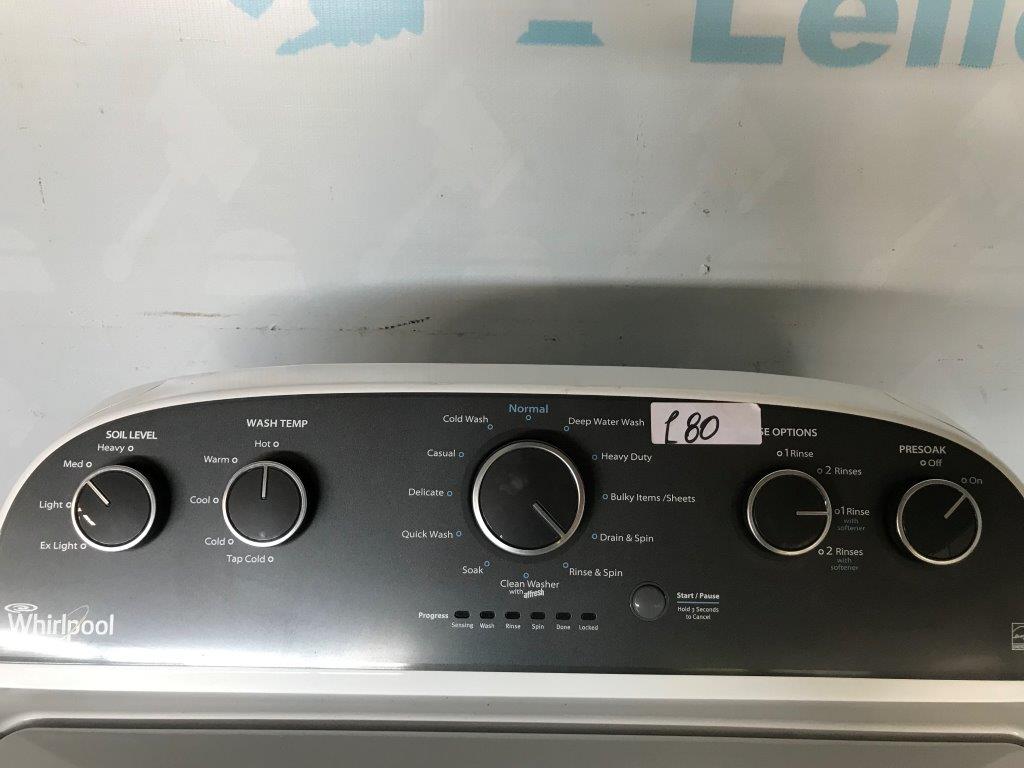 SOIL LEVEL
Heavy
Med
Light
Ex Light
WASH TEMP
Hot
Warm
Cool
Cold
Tap Cold
Normal
Cold Wash
Deep Water Wash
Casual
Heavy Duty
Delicate
Bulky Items /Sheets
Quick Wash
Drain & Spin
Soak
Rinse & Spin
Clean Washer
with affresh
Progress
Sensing Wash Rinse Spin Done Locked
Start / Pause
Hold 3 Seconds
to Cancel
80
OPTIONS
1 Rinse
2 Rinses
1 Rinse
with
softener
2 Rinses
with
softener
PRESOAK
Off
On
Whirlpool